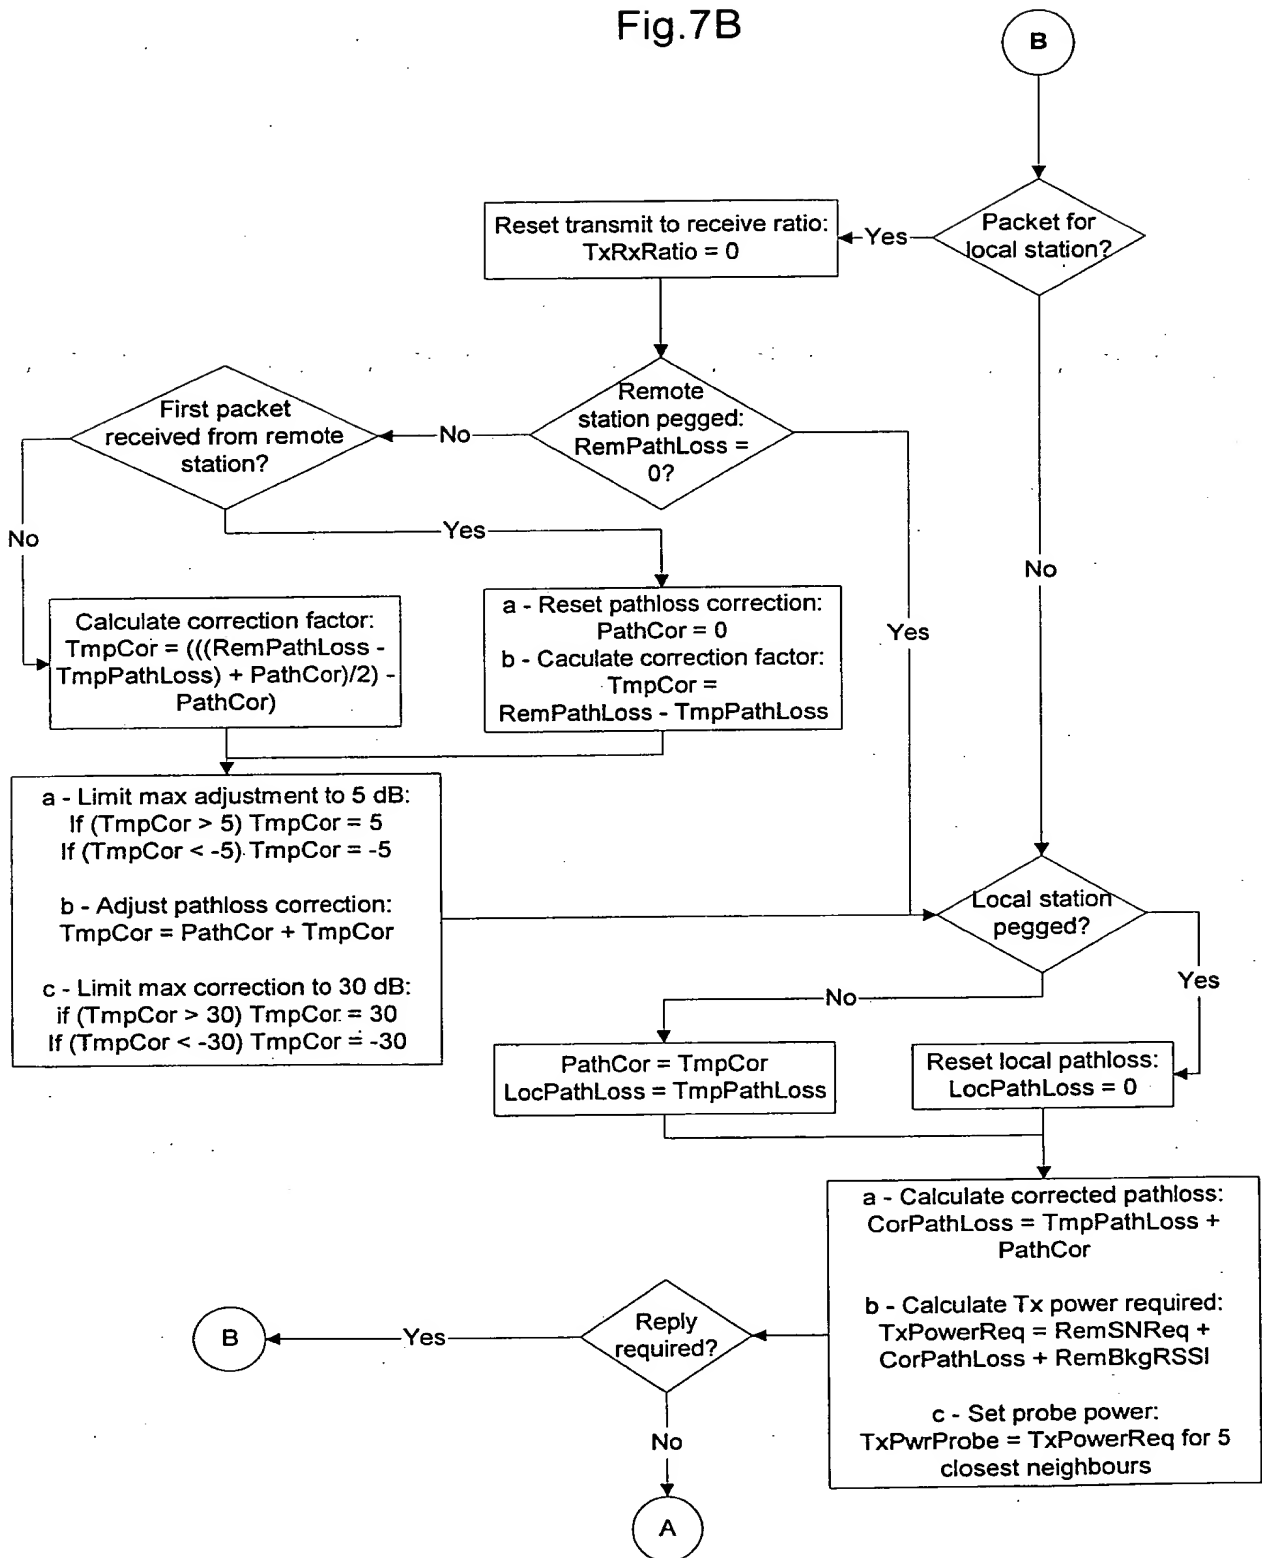 Fig.7B
B
Packet for
local station?
Yes
Reset transmit to receive ratio:
TxRxRatio = 0
Remote
station pegged:
RemPathLoss =
0?
No
First packet
received from remote
station?
No
Yes
Yes
No
Calculate correction factor:
TmpCor = (((RemPathLoss -
TmpPathLoss) + PathCor)/2) -
PathCor)
a - Reset pathloss correction:
PathCor = 0
b - Caculate correction factor:
TmpCor =
RemPathLoss - TmpPathLoss
a - Limit max adjustment to 5 dB:
If (TmpCor > 5) TmpCor = 5
If (TmpCor < -5) TmpCor = -5
b - Adjust pathloss correction:
TmpCor = PathCor + TmpCor
c - Limit max correction to 30 dB:
if (TmpCor > 30) TmpCor = 30
If (TmpCor < -30) TmpCor = -30
Local station
pegged?
No
Yes
PathCor = TmpCor
LocPathLoss = TmpPathLoss
Reset local pathloss:
LocPathLoss = 0
a - Calculate corrected pathloss:
CorPathLoss = TmpPathLoss +
PathCor
b - Calculate Tx power required:
TxPowerReq = RemSNReq +
CorPathLoss + RemBkgRSSI
c - Set probe power:
TxPwrProbe = TxPowerReq for 5
closest neighbours
Reply
required?
Yes
B
No
A